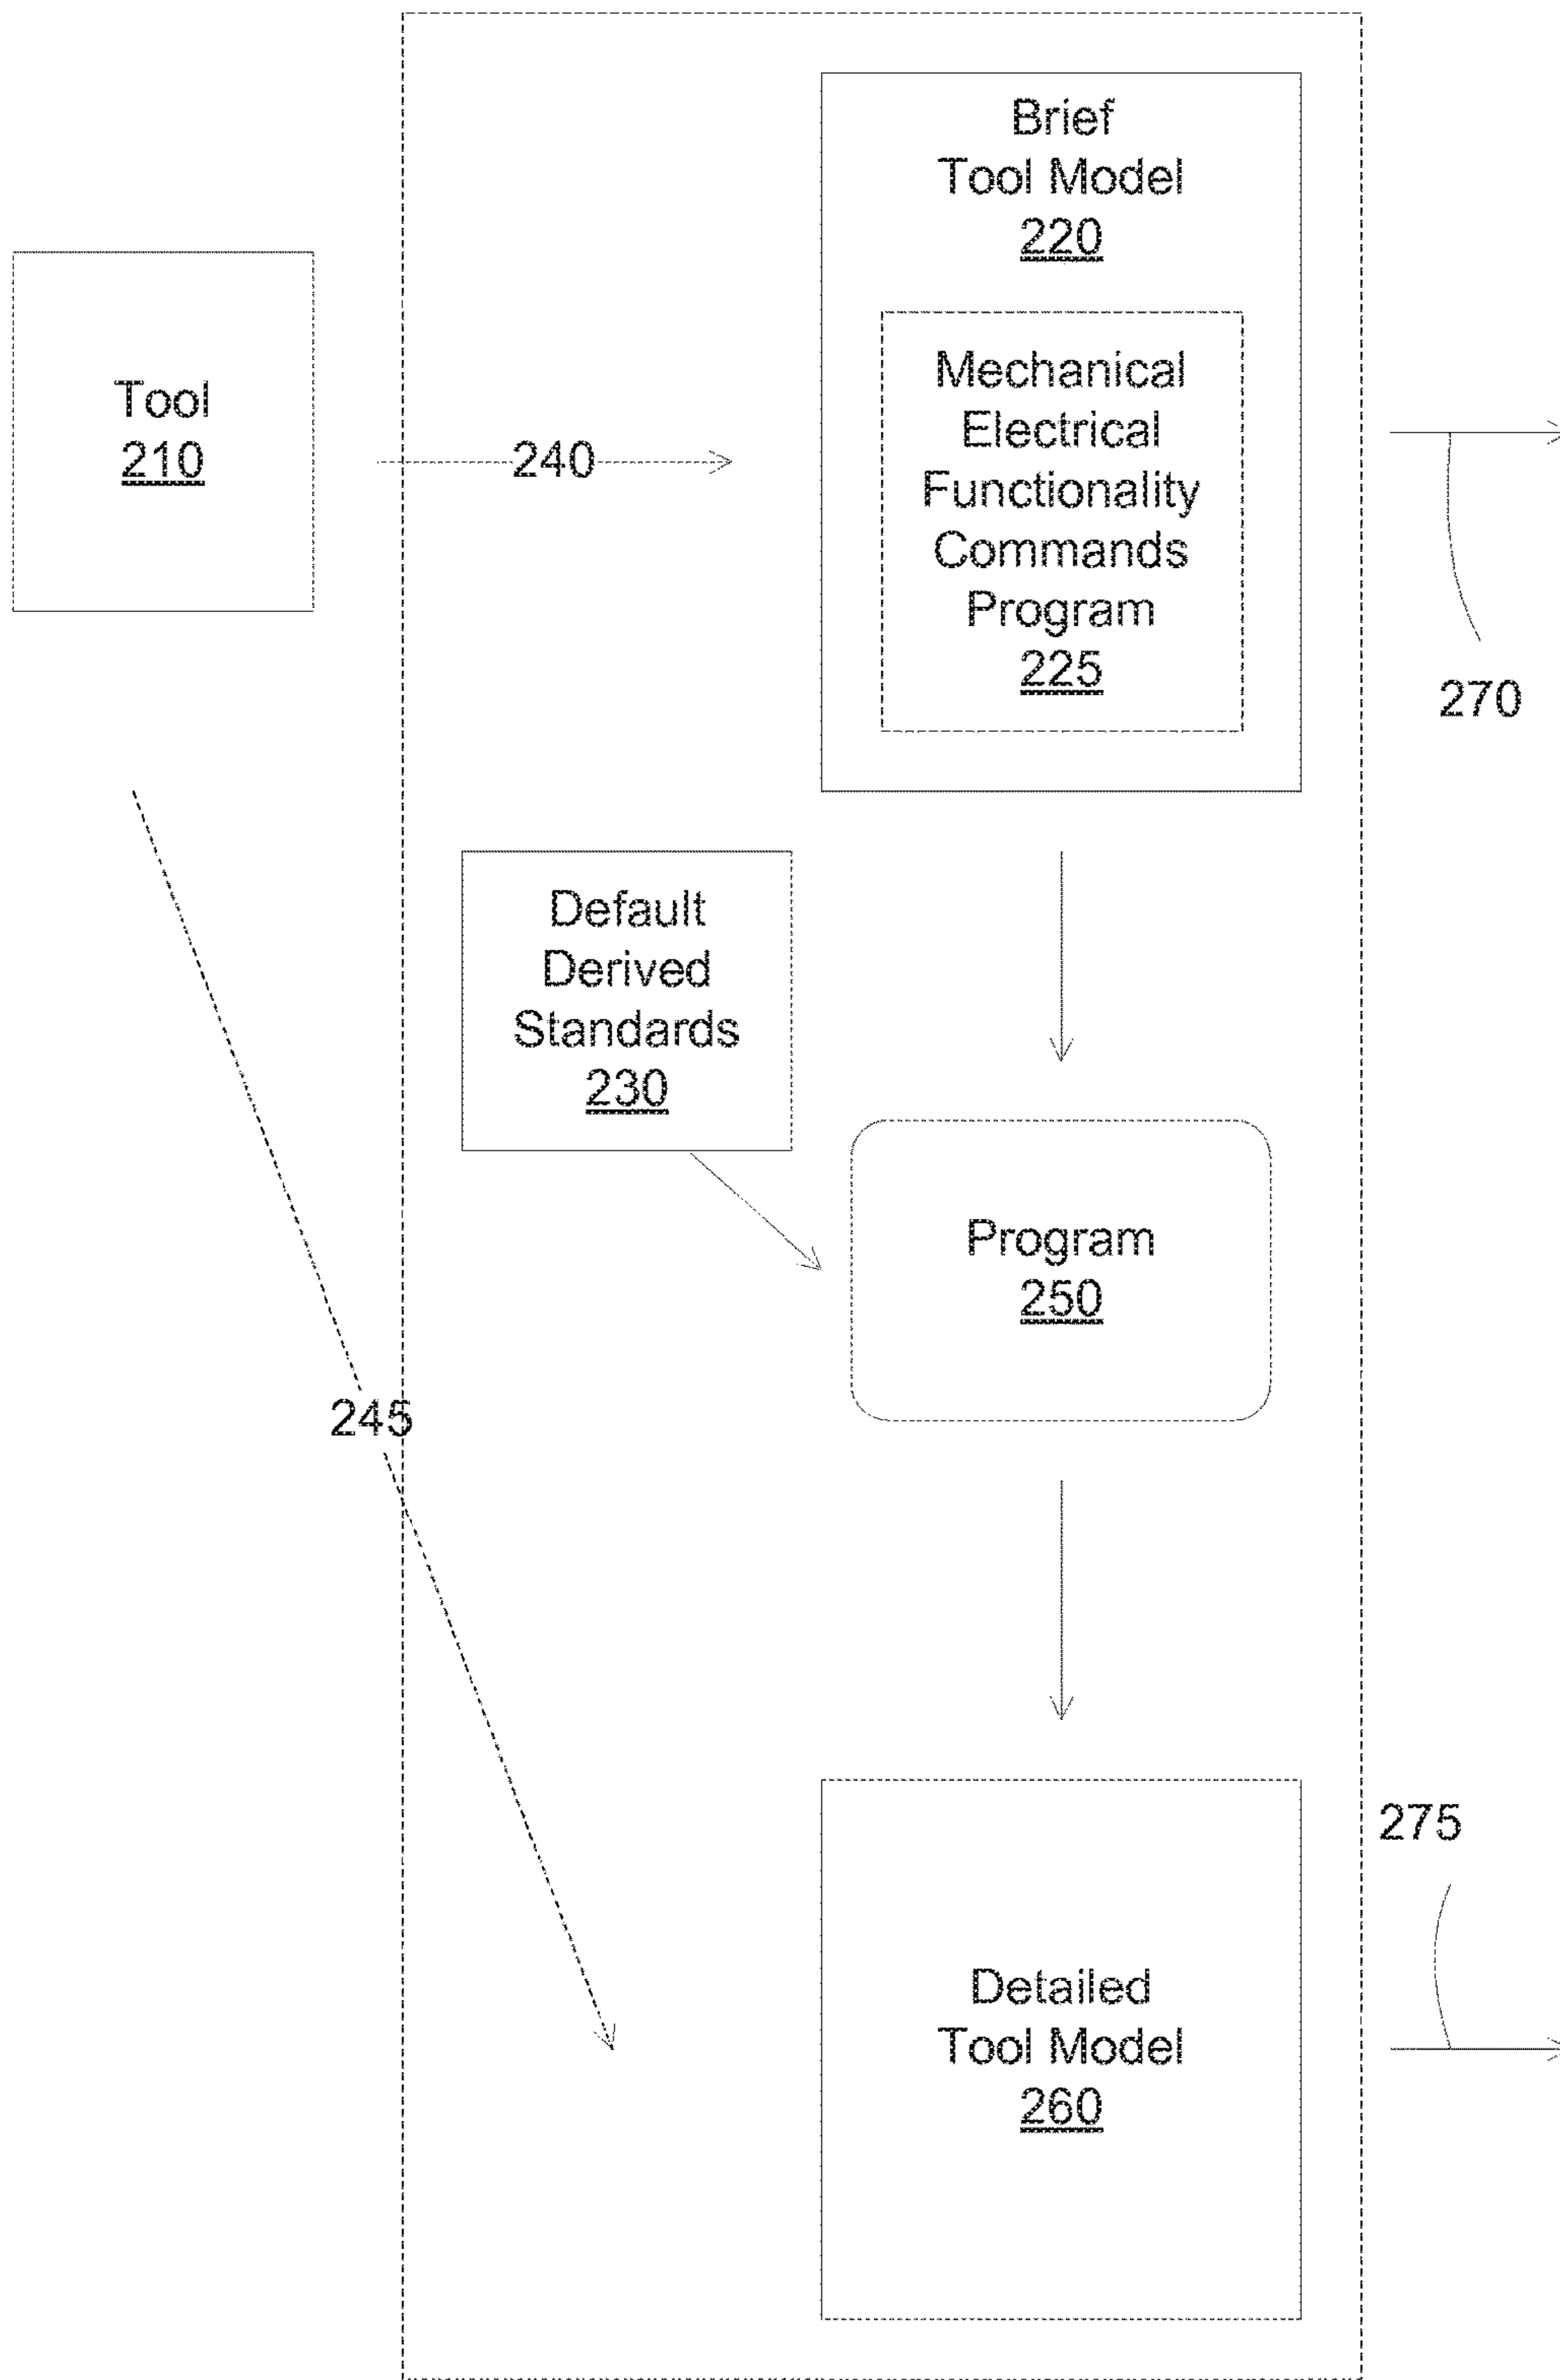 Brief
Tool Model
220
Tool
210
240
Mechanical
Electrical
Functionality
Commands
Program
225
270
Default
Derived
Standards
230
Program
250
245
275
Detailed
Tool Model
260